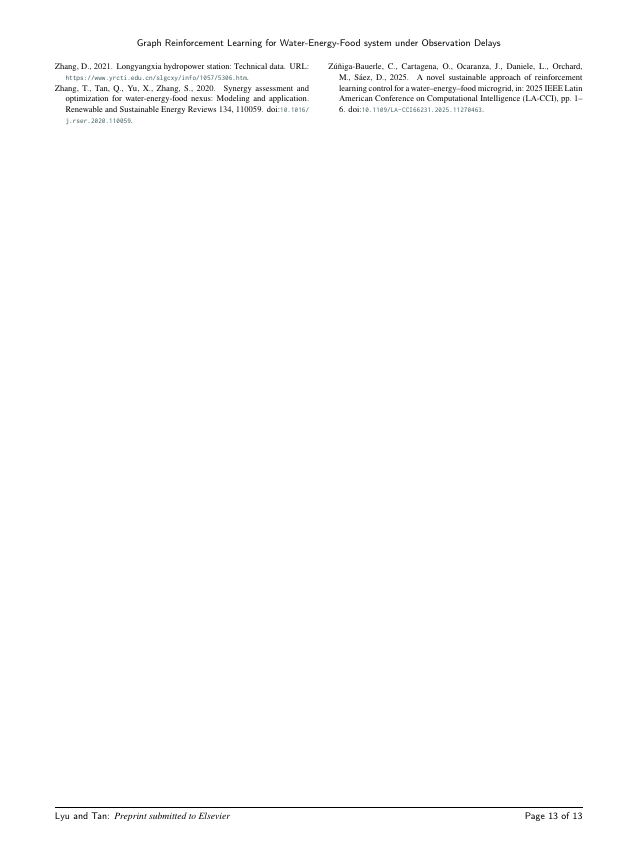 Graph Reinforcement Learning for Water-Energy-Food system under Observation Delays
Zhang, D., 2021. Longyangxia hydropower station: Technical data. URL:
https://www.yrcti.edu.cn/slgcxy/info/1057/5306.htm.
Zhang, T., Tan, Q., Yu, X., Zhang, S., 2020. Synergy assessment and
optimization for water-energy-food nexus: Modeling and application.
Renewable and Sustainable Energy Reviews 134, 110059. doi:10.1016/
j.rser.2020.110059.
Zúñiga-Bauerle, C., Cartagena, O., Ocaranza, J., Daniele, L., Orchard,
M., Sáez, D., 2025. A novel sustainable approach of reinforcement
learning control for a water–energy–food microgrid, in: 2025 IEEE Latin
American Conference on Computational Intelligence (LA-CCI), pp. 1–
6. doi:10.1109/LA-CCI66231.2025.11270463.
Lyu and Tan: Preprint submitted to Elsevier
Page 13 of 13